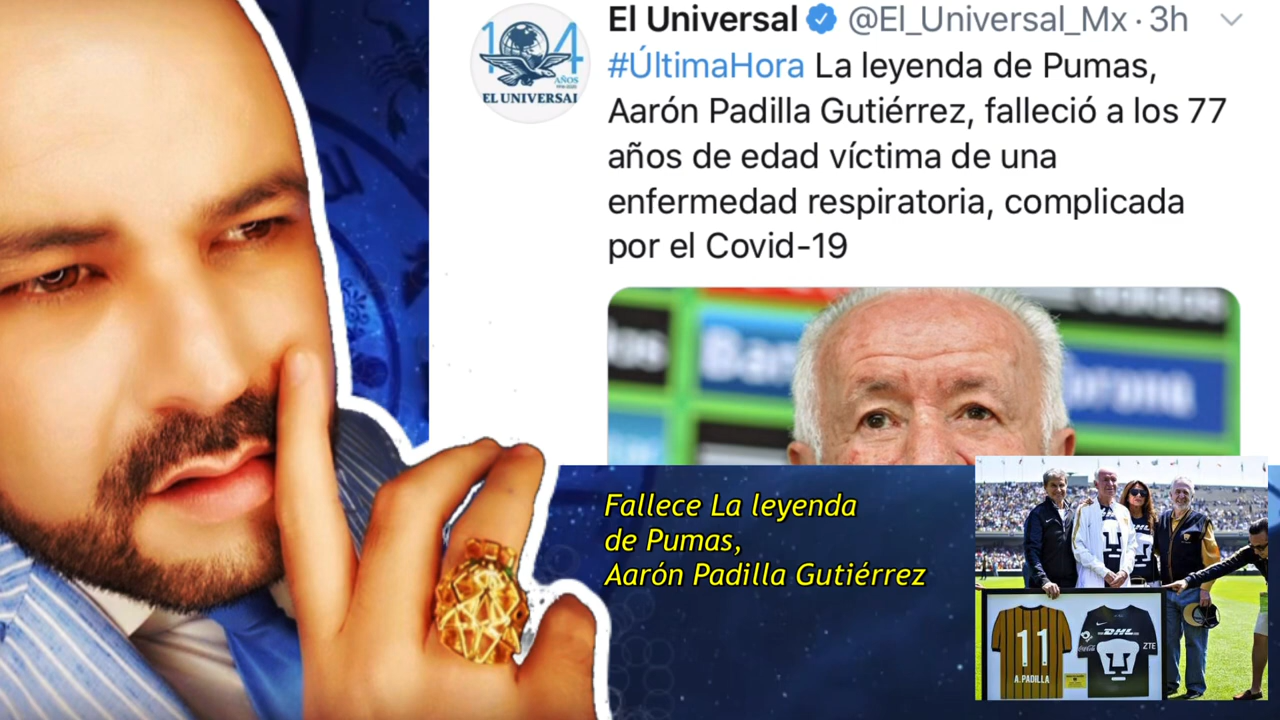 El Universal @El_Universal_Mx · 3h
104
AÑOS
EL UNIVERSAL
#ÚltimaHora La leyenda de Pumas,
Aarón Padilla Gutiérrez, falleció a los 77
años de edad víctima de una
enfermedad respiratoria, complicada
por el Covid-19
Fallece La leyenda
de Pumas,
Aarón Padilla Gutiérrez
11
A. PADILLA
DHL
ZTE